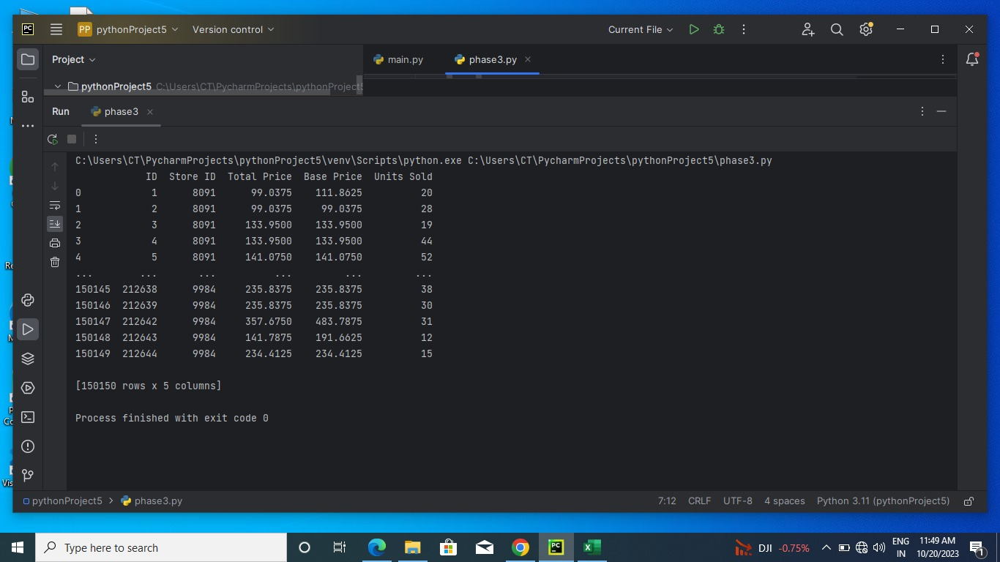 PC
PP pythonProject5 Version control Current File
Project main.py phase3.py
pythonProject5 C:\Users\CT\PycharmProjects\pythonProject5
Run phase3
C:\Users\CT\PycharmProjects\pythonProject5\venv\Scripts\python.exe C:\Users\CT\PycharmProjects\pythonProject5\phase3.py
ID Store ID Total Price Base Price Units Sold
0 1 8091 99.0375 111.8625 20
1 2 8091 99.0375 99.0375 28
2 3 8091 133.9500 133.9500 19
3 4 8091 133.9500 133.9500 44
4 5 8091 141.0750 141.0750 52
... ... ... ... ... ...
150145 212638 9984 235.8375 235.8375 38
150146 212639 9984 235.8375 235.8375 30
150147 212642 9984 357.6750 483.7875 31
150148 212643 9984 141.7875 191.6625 12
150149 212644 9984 234.4125 234.4125 15
[150150 rows x 5 columns]
Process finished with exit code 0
pythonProject5 > phase3.py 7:12 CRLF UTF-8 4 spaces Python 3.11 (pythonProject5)
Type here to search PC DJI -0.75% ENG 11:49 AM
IN 10/20/2023 1